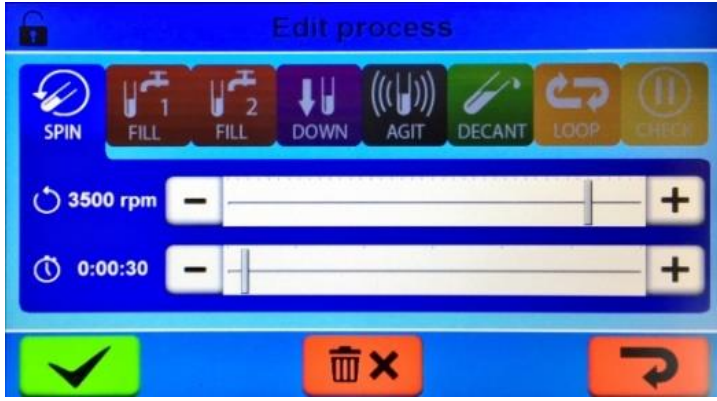 Edit process
SPIN
1
FILL
2
FILL
DOWN
AGIT
DECANT
LOOP
CHECK
3500 rpm
0:00:30